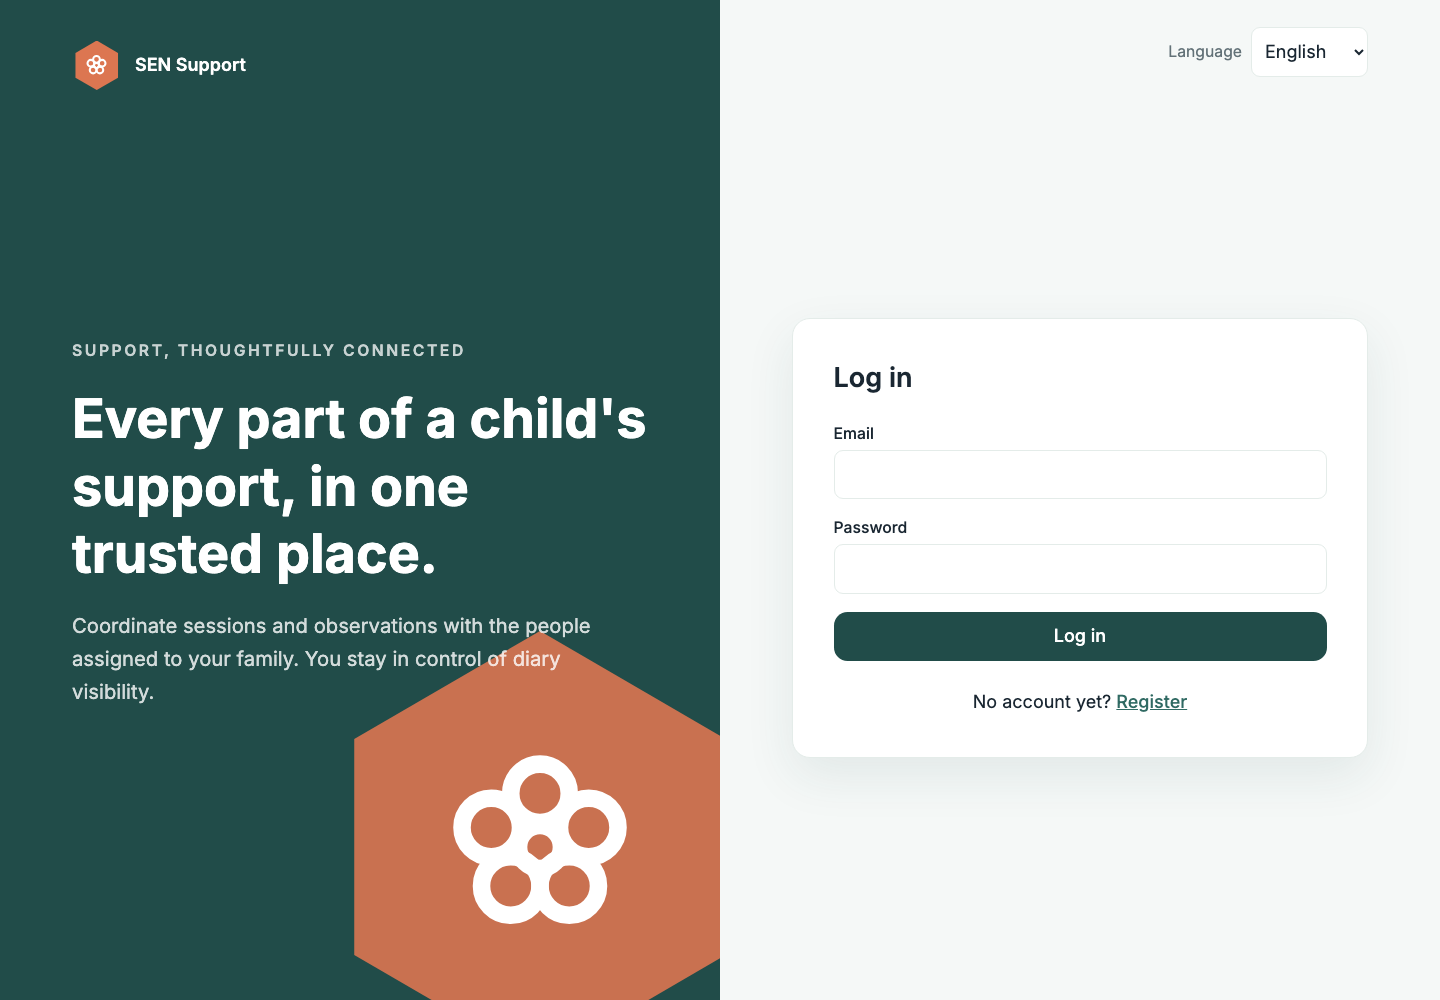 SEN Support
SUPPORT, THOUGHTFULLY CONNECTED
Every part of a child's
support, in one
trusted place.
Coordinate sessions and observations with the people
assigned to your family. You stay in control of diary
visibility.
Language English
Log in
Email
Password
Log in
No account yet? Register